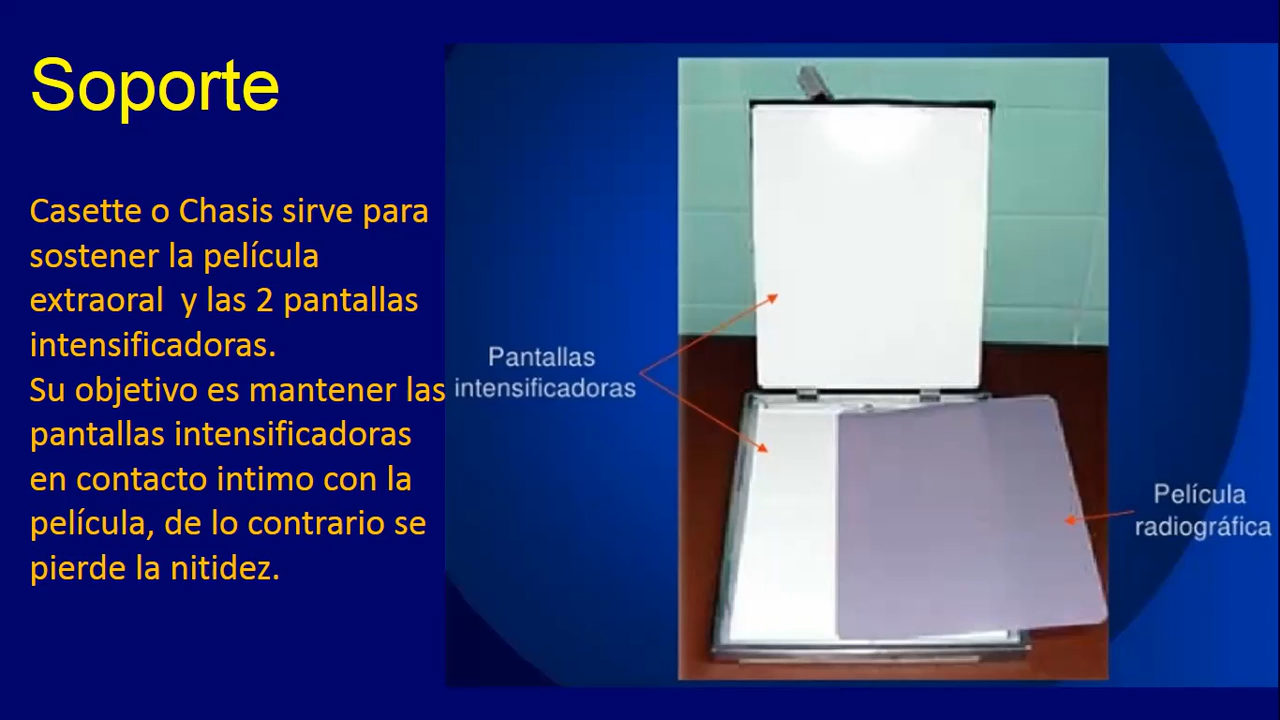 Soporte
Casette o Chasis sirve para
sostener la película
extraoral y las 2 pantallas
intensificadoras.
Su objetivo es mantener las
pantallas intensificadoras
en contacto intimo con la
película, de lo contrario se
pierde la nitidez.
Pantallas
intensificadoras
Película
radiográfica